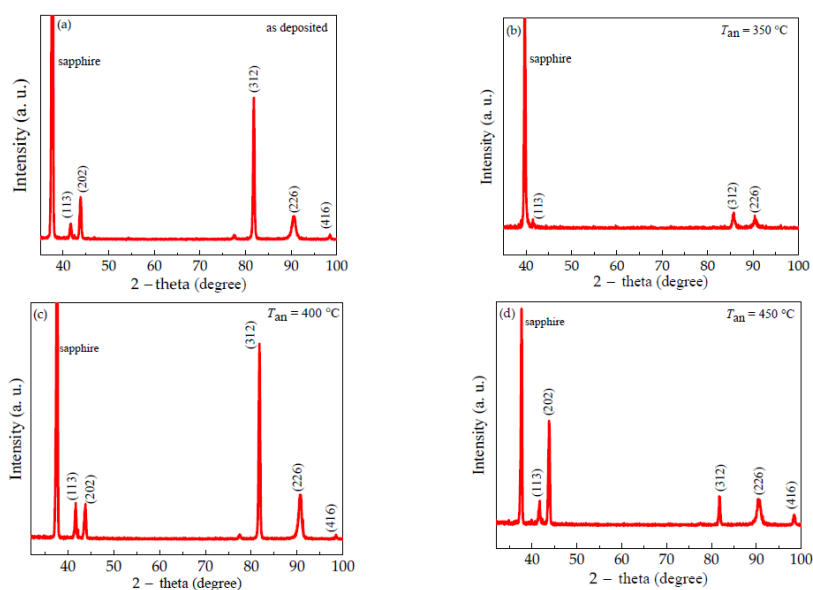 (a)
as deposited
sapphire
(113)
(202)
(312)
(226)
(416)
Intensity (a. u.)
40 50 60 70 80 90 100
2 – theta (degree)
(b)
T_an = 350 °C
sapphire
(113)
(312)
(226)
Intensity (a. u.)
40 50 60 70 80 90 100
2 – theta (degree)
(c)
T_an = 400 °C
sapphire
(113)
(202)
(312)
(226)
(416)
Intensity (a. u.)
40 50 60 70 80 90 100
2 – theta (degree)
(d)
T_an = 450 °C
sapphire
(113)
(202)
(312)
(226)
(416)
Intensity (a. u.)
40 50 60 70 80 90 100
2 – theta (degree)